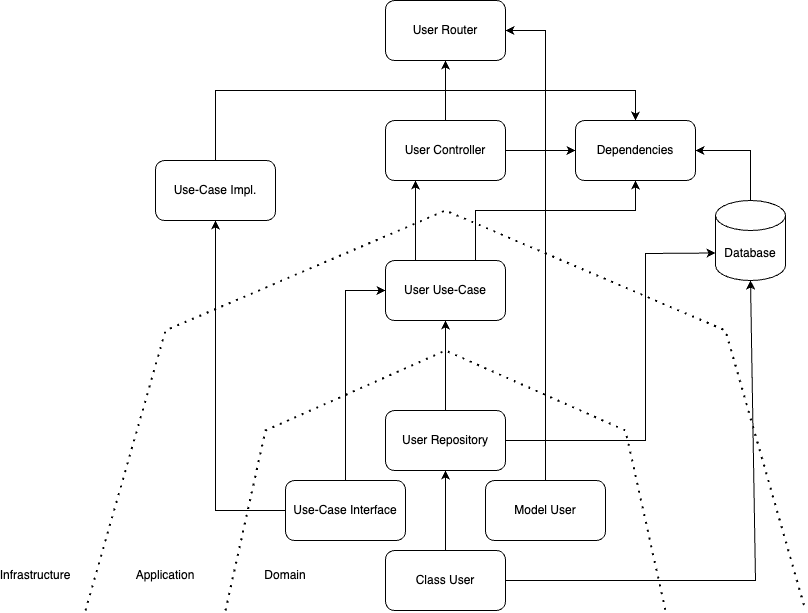 User Router
User Controller
Dependencies
Use-Case Impl.
Database
User Use-Case
User Repository
Use-Case Interface
Model User
Infrastructure
Application
Domain
Class User